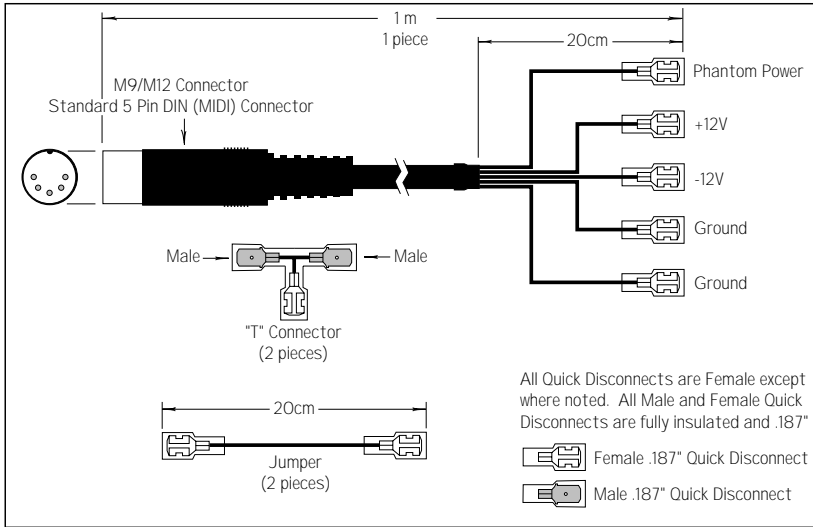 1 m
1 piece
20cm
M9/M12 Connector
Standard 5 Pin DIN (MIDI) Connector
Phantom Power
+12V
-12V
Ground
Ground
Male
Male
"T" Connector
(2 pieces)
20cm
Jumper
(2 pieces)
All Quick Disconnects are Female except
where noted. All Male and Female Quick
Disconnects are fully insulated and .187"
Female .187" Quick Disconnect
Male .187" Quick Disconnect